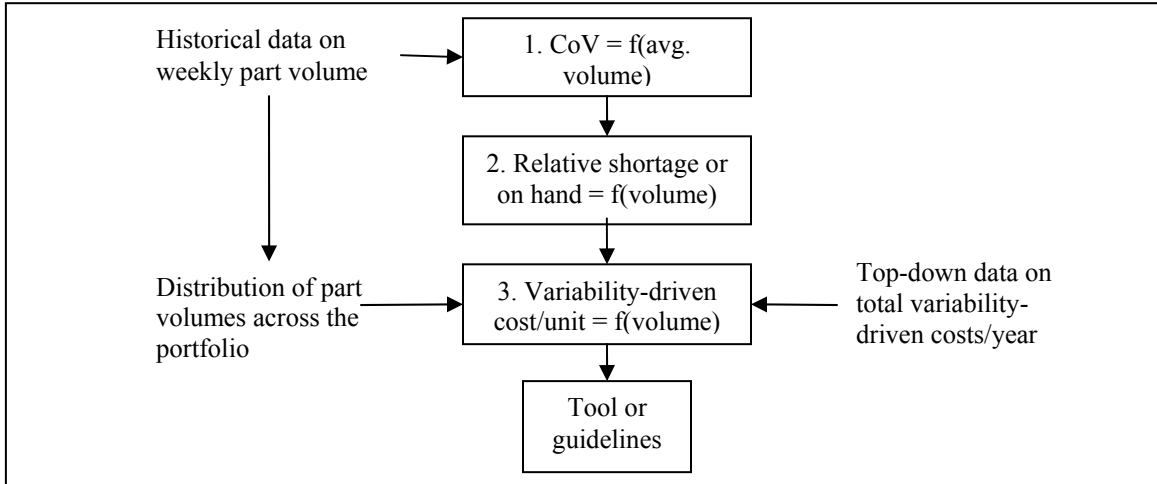 Historical data on
weekly part volume
1. CoV = f(avg.
volume)
2. Relative shortage or
on hand = f(volume)
Distribution of part
volumes across the
portfolio
3. Variability-driven
cost/unit = f(volume)
Top-down data on
total variability-
driven costs/year
Tool or
guidelines